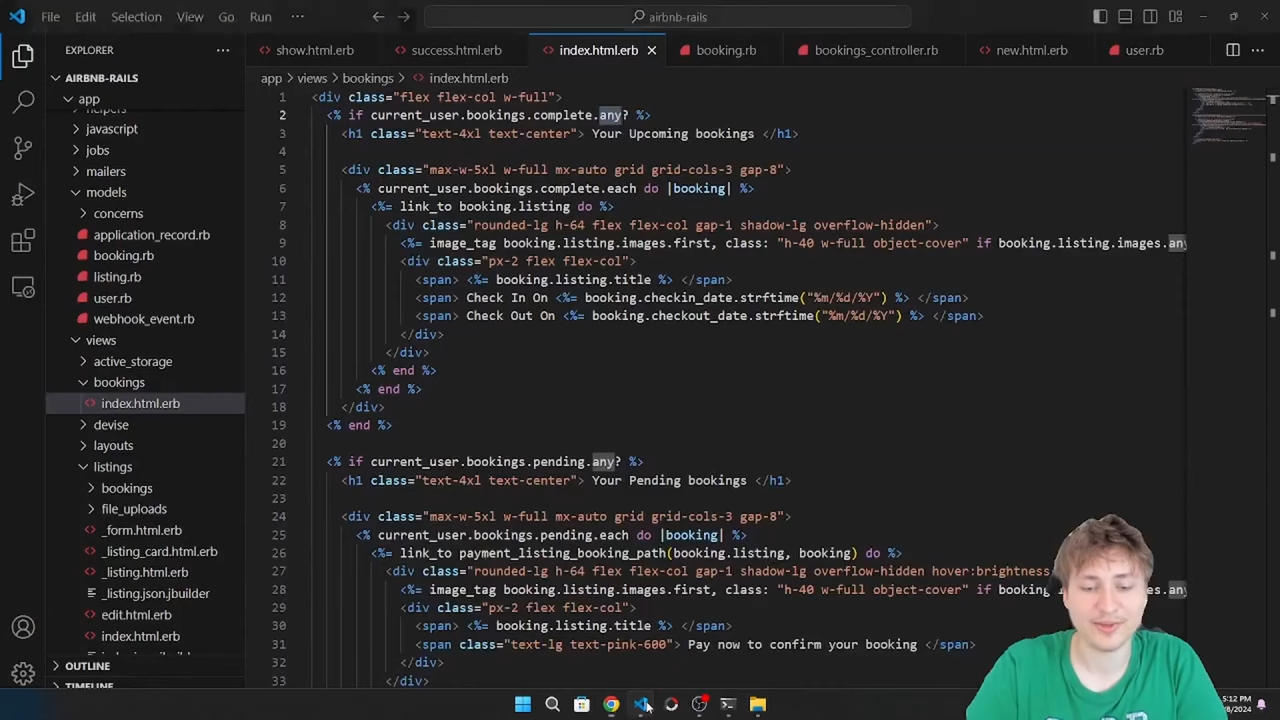 File Edit Selection View Go Run ··· airbnb-rails
EXPLORER ···
show.html.erb success.html.erb index.html.erb booking.rb bookings_controller.rb new.html.erb user.rb
app > views > bookings > index.html.erb
AIRBNB-RAILS
app
helpers
javascript
jobs
mailers
models
concerns
application_record.rb
booking.rb
listing.rb
user.rb
webhook_event.rb
views
active_storage
bookings
index.html.erb
devise
layouts
listings
bookings
file_uploads
_form.html.erb
_listing_card.html.erb
_listing.html.erb
_listing.json.jbuilder
edit.html.erb
index.html.erb
OUTLINE
TIMELINE
1 <div class="flex flex-col w-full">
2 <% if current_user.bookings.complete.any? %>
3 <h1 class="text-4xl text-center"> Your Upcoming bookings </h1>
4
5 <div class="max-w-5xl w-full mx-auto grid grid-cols-3 gap-8">
6 <% current_user.bookings.complete.each do |booking| %>
7 <%= link_to booking.listing do %>
8 <div class="rounded-lg h-64 flex flex-col gap-1 shadow-lg overflow-hidden">
9 <%= image_tag booking.listing.images.first, class: "h-40 w-full object-cover" if booking.listing.images.any
10 <div class="px-2 flex flex-col">
11 <span> <%= booking.listing.title %> </span>
12 <span> Check In On <%= booking.checkin_date.strftime("%m/%d/%Y") %> </span>
13 <span> Check Out On <%= booking.checkout_date.strftime("%m/%d/%Y") %> </span>
14 </div>
15 </div>
16 <% end %>
17 <% end %>
18 </div>
19 <% end %>
20
21 <% if current_user.bookings.pending.any? %>
22 <h1 class="text-4xl text-center"> Your Pending bookings </h1>
23
24 <div class="max-w-5xl w-full mx-auto grid grid-cols-3 gap-8">
25 <% current_user.bookings.pending.each do |booking| %>
26 <%= link_to payment_listing_booking_path(booking.listing, booking) do %>
27 <div class="rounded-lg h-64 flex flex-col gap-1 shadow-lg overflow-hidden hover:brightness
28 <%= image_tag booking.listing.images.first, class: "h-40 w-full object-cover" if book ng.listing.images.any
29 <div class="px-2 flex flex-col">
30 <span> <%= booking.listing.title %> </span>
31 <span class="text-lg text-pink-600"> Pay now to confirm your booking </span>
32 </div>
33 </div>
5:12 PM
/8/2024